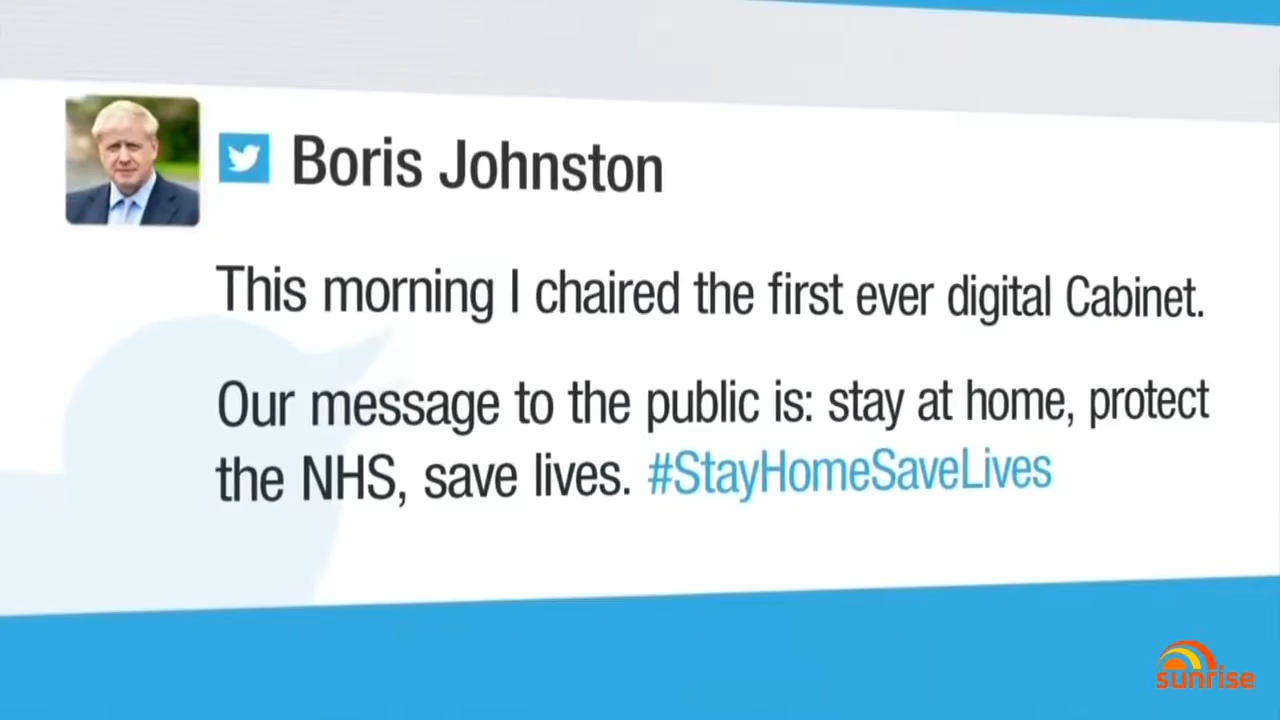 Boris Johnston
This morning I chaired the first ever digital Cabinet.
Our message to the public is: stay at home, protect
the NHS, save lives. #StayHomeSaveLives
sunrise